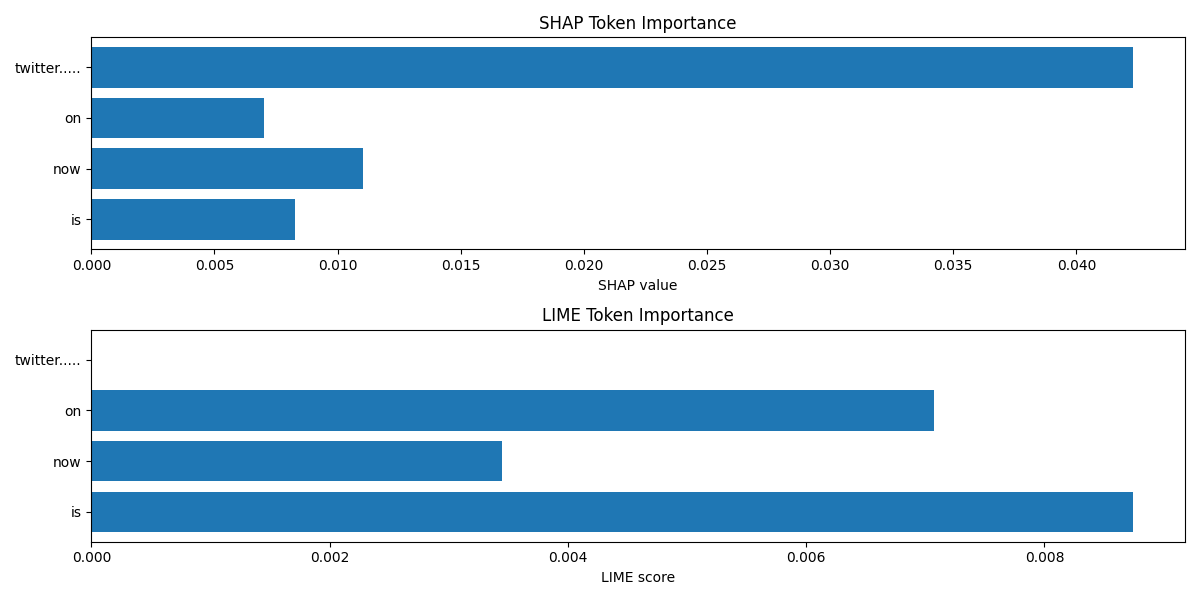 SHAP Token Importance
twitter.....
on
now
is
0.000 0.005 0.010 0.015 0.020 0.025 0.030 0.035 0.040
SHAP value
LIME Token Importance
twitter.....
on
now
is
0.000 0.002 0.004 0.006 0.008
LIME score